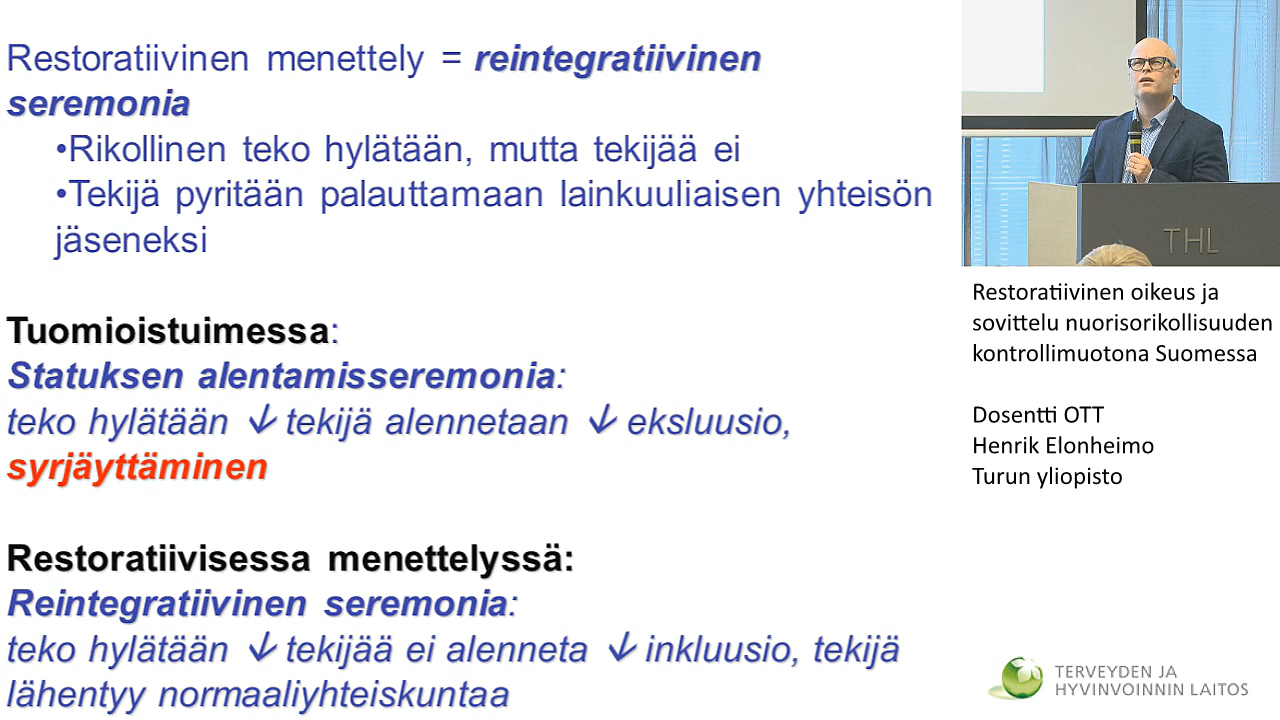 Restoratiivinen menettely = reintegratiivinen
seremonia
•Rikollinen teko hylätään, mutta tekijää ei
•Tekijä pyritään palauttamaan lainkuuliaisen yhteisön
jäseneksi
Tuomioistuimessa:
Statuksen alentamisseremonia:
teko hylätään ↓ tekijä alennetaan ↓ eksluusio,
syrjäyttäminen
Restoratiivisessa menettelyssä:
Reintegratiivinen seremonia:
teko hylätään ↓ tekijää ei alenneta ↓ inkluusio, tekijä
lähentyy normaaliyhteiskuntaa
THL
Restoratiivinen oikeus ja
sovittelu nuorisorikollisuuden
kontrollimuotona Suomessa
Dosentti OTT
Henrik Elonheimo
Turun yliopisto
TERVEYDEN JA
HYVINVOINNIN LAITOS